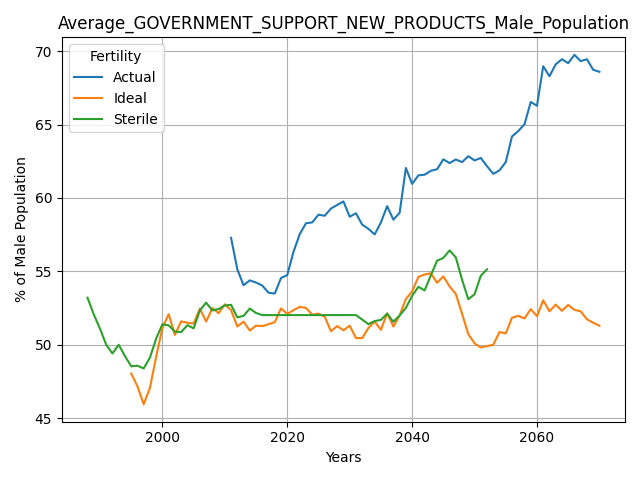 Average_GOVERNMENT_SUPPORT_NEW_PRODUCTS_Male_Population
Fertility
Actual
Ideal
Sterile
% of Male Population
70
65
60
55
50
45
2000
2020
2040
2060
Years